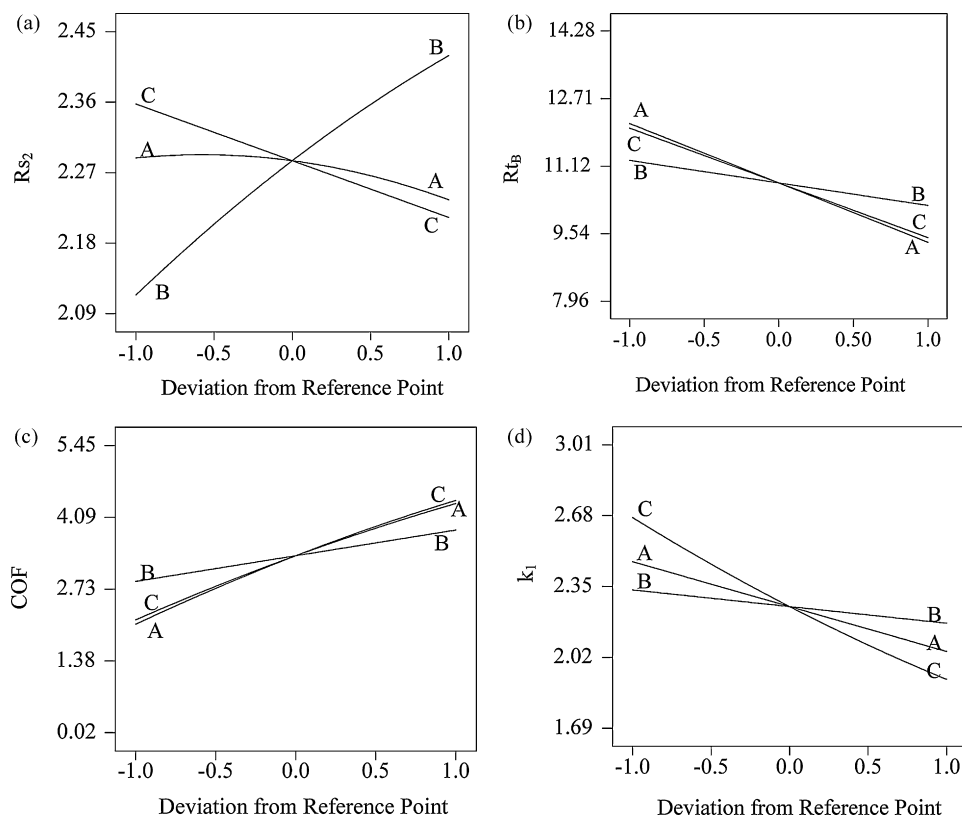 (a)
2.45
2.36
2.27
2.18
2.09
Rs2
B
C
A
A
C
B
-1.0 -0.5 0.0 0.5 1.0
Deviation from Reference Point
(b)
14.28
12.71
11.12
9.54
7.96
RtB
A
C
B
B
C
A
-1.0 -0.5 0.0 0.50 1.0
Deviation from Reference Point
(c)
5.45
4.09
2.73
1.38
0.02
COF
C
A
B
B
C
A
-1.0 -0.5 0.0 0.5 1.0
Deviation from Reference Point
(d)
3.01
2.68
2.35
2.02
1.69
k1
C
A
B
B
A
C
-1.0 -0.5 0.0 0.5 1.0
Deviation from Reference Point